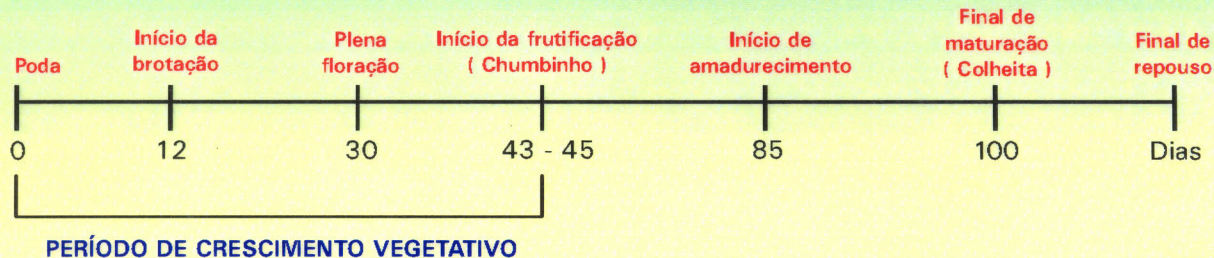 Poda
Início da
brotação
Plena
floração
Início da frutificação
( Chumbinho )
Início de
amadurecimento
Final de
maturação
( Colheita )
Final de
repouso
0
12
30
43 - 45
85
100
Dias
PERÍODO DE CRESCIMENTO VEGETATIVO